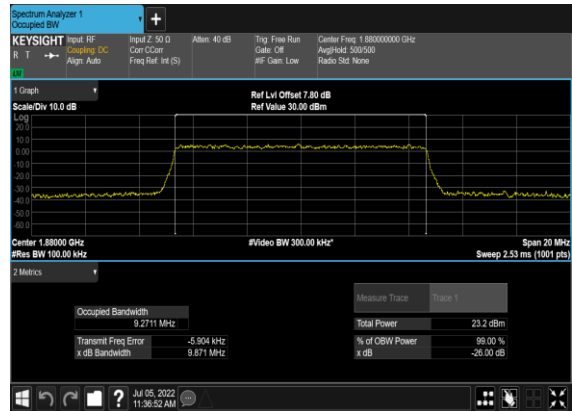 Spectrum Analyzer 1
Occupied BW
+
KEYSIGHT Input: RF Input Z: 50 Ω Atten: 40 dB Trig: Free Run Center Freq: 1.880000000 GHz
R T Coupling: DC Corr CCorr Gate: Off Avg|Hold: 500/500
Align: Auto Freq Ref: Int (S) #IF Gain: Low Radio Std: None
1 Graph Ref Lvl Offset 7.80 dB
Scale/Div 10.0 dB Ref Value 30.00 dBm
Log
20.0
10.0
0.00
-10.0
-20.0
-30.0
-40.0
-50.0
-60.0
Center 1.88000 GHz #Video BW 300.00 kHz* Span 20 MHz
#Res BW 100.00 kHz Sweep 2.53 ms (1001 pts)
2 Metrics
Measure Trace Trace 1
Occupied Bandwidth
9.2711 MHz Total Power 23.2 dBm
Transmit Freq Error -5.904 kHz % of OBW Power 99.00 %
x dB Bandwidth 9.871 MHz x dB -26.00 dB
? Jul 05, 2022
11:36:52 AM